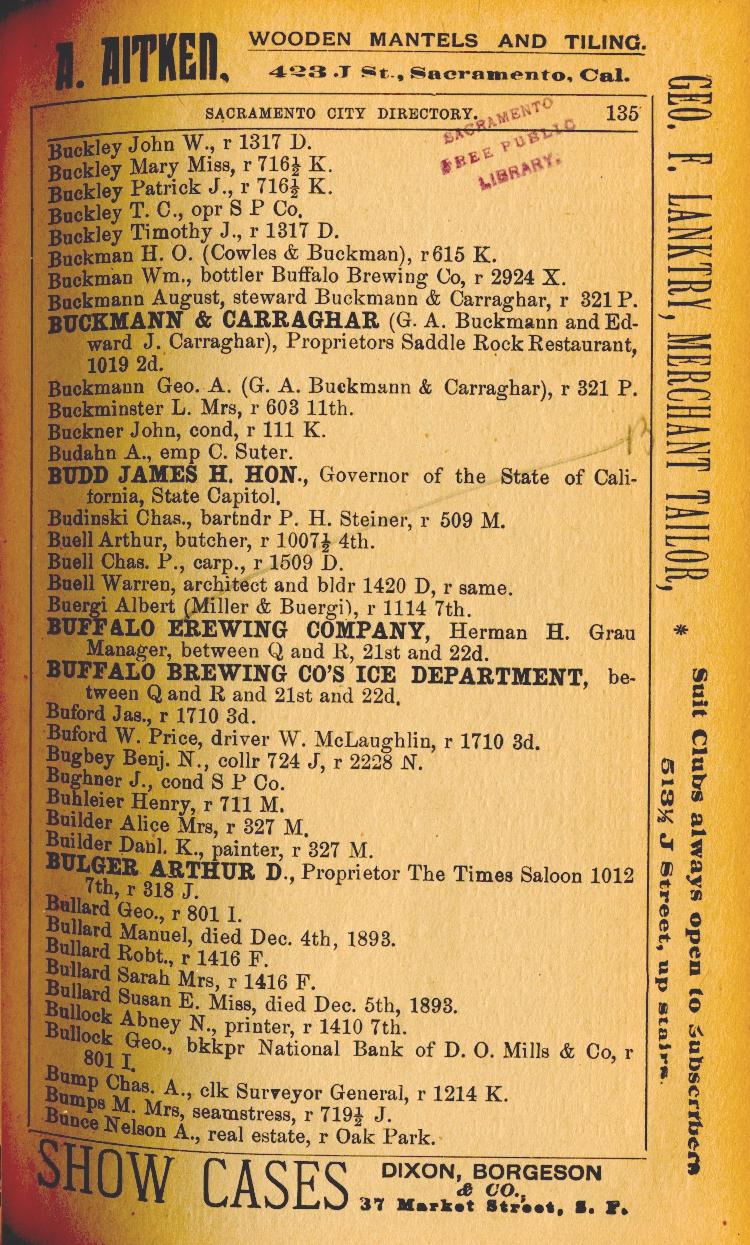 A. AITKEN,
WOODEN MANTELS AND TILING.
423 J St., Sacramento, Cal.
SACRAMENTO CITY DIRECTORY. 135
SACRAMENTO
FREE PUBLIC
LIBRARY.
Buckley John W., r 1317 D.
Buckley Mary Miss, r 716½ K.
Buckley Patrick J., r 716½ K.
Buckley T. C., opr S P Co.
Buckley Timothy J., r 1317 D.
Buckman H. O. (Cowles & Buckman), r 615 K.
Buckman Wm., bottler Buffalo Brewing Co, r 2924 X.
Buckmann August, steward Buckmann & Carraghar, r 321 P.
BUCKMANN & CARRAGHAR (G. A. Buckmann and Ed-
ward J. Carraghar), Proprietors Saddle Rock Restaurant,
1019 2d.
Buckmann Geo. A. (G. A. Buckmann & Carraghar), r 321 P.
Buckminster L. Mrs, r 603 11th.
Buckner John, cond, r 111 K.
Budahn A., emp C. Suter.
BUDD JAMES H. HON., Governor of the State of Cali-
fornia, State Capitol.
Budinski Chas., bartndr P. H. Steiner, r 509 M.
Buell Arthur, butcher, r 1007½ 4th.
Buell Chas. P., carp., r 1509 D.
Buell Warren, architect and bldr 1420 D, r same.
Buergi Albert (Miller & Buergi), r 1114 7th.
BUFFALO EREWING COMPANY, Herman H. Grau
Manager, between Q and R, 21st and 22d.
BUFFALO BREWING CO'S ICE DEPARTMENT, be-
tween Q and R and 21st and 22d.
Buford Jas., r 1710 3d.
Buford W. Price, driver W. McLaughlin, r 1710 3d.
Bugbey Benj. N., collr 724 J, r 2228 N.
Bughner J., cond S P Co.
Buhleier Henry, r 711 M.
Builder Alice Mrs, r 327 M.
Builder Danl. K., painter, r 327 M.
BULGER ARTHUR D., Proprietor The Times Saloon 1012
7th, r 318 J.
Bullard Geo., r 801 I.
Bullard Manuel, died Dec. 4th, 1893.
Bullard Robt., r 1416 F.
Bullard Sarah Mrs, r 1416 F.
Bullard Susan E. Miss, died Dec. 5th, 1893.
Bullock Abney N., printer, r 1410 7th.
Bullock Geo., bkkpr National Bank of D. O. Mills & Co, r
801 I.
Bump Chas. A., clk Surveyor General, r 1214 K.
Bumps M. Mrs, seamstress, r 719½ J.
Bunce Nelson A., real estate, r Oak Park.
GEO. F. LANKTRY, MERCHANT TAILOR, * Suit Clubs always open to Subscribers
513½ J Street, up stairs.
SHOW CASES
DIXON, BORGESON
& CO.,
37 Market Street, S. F.